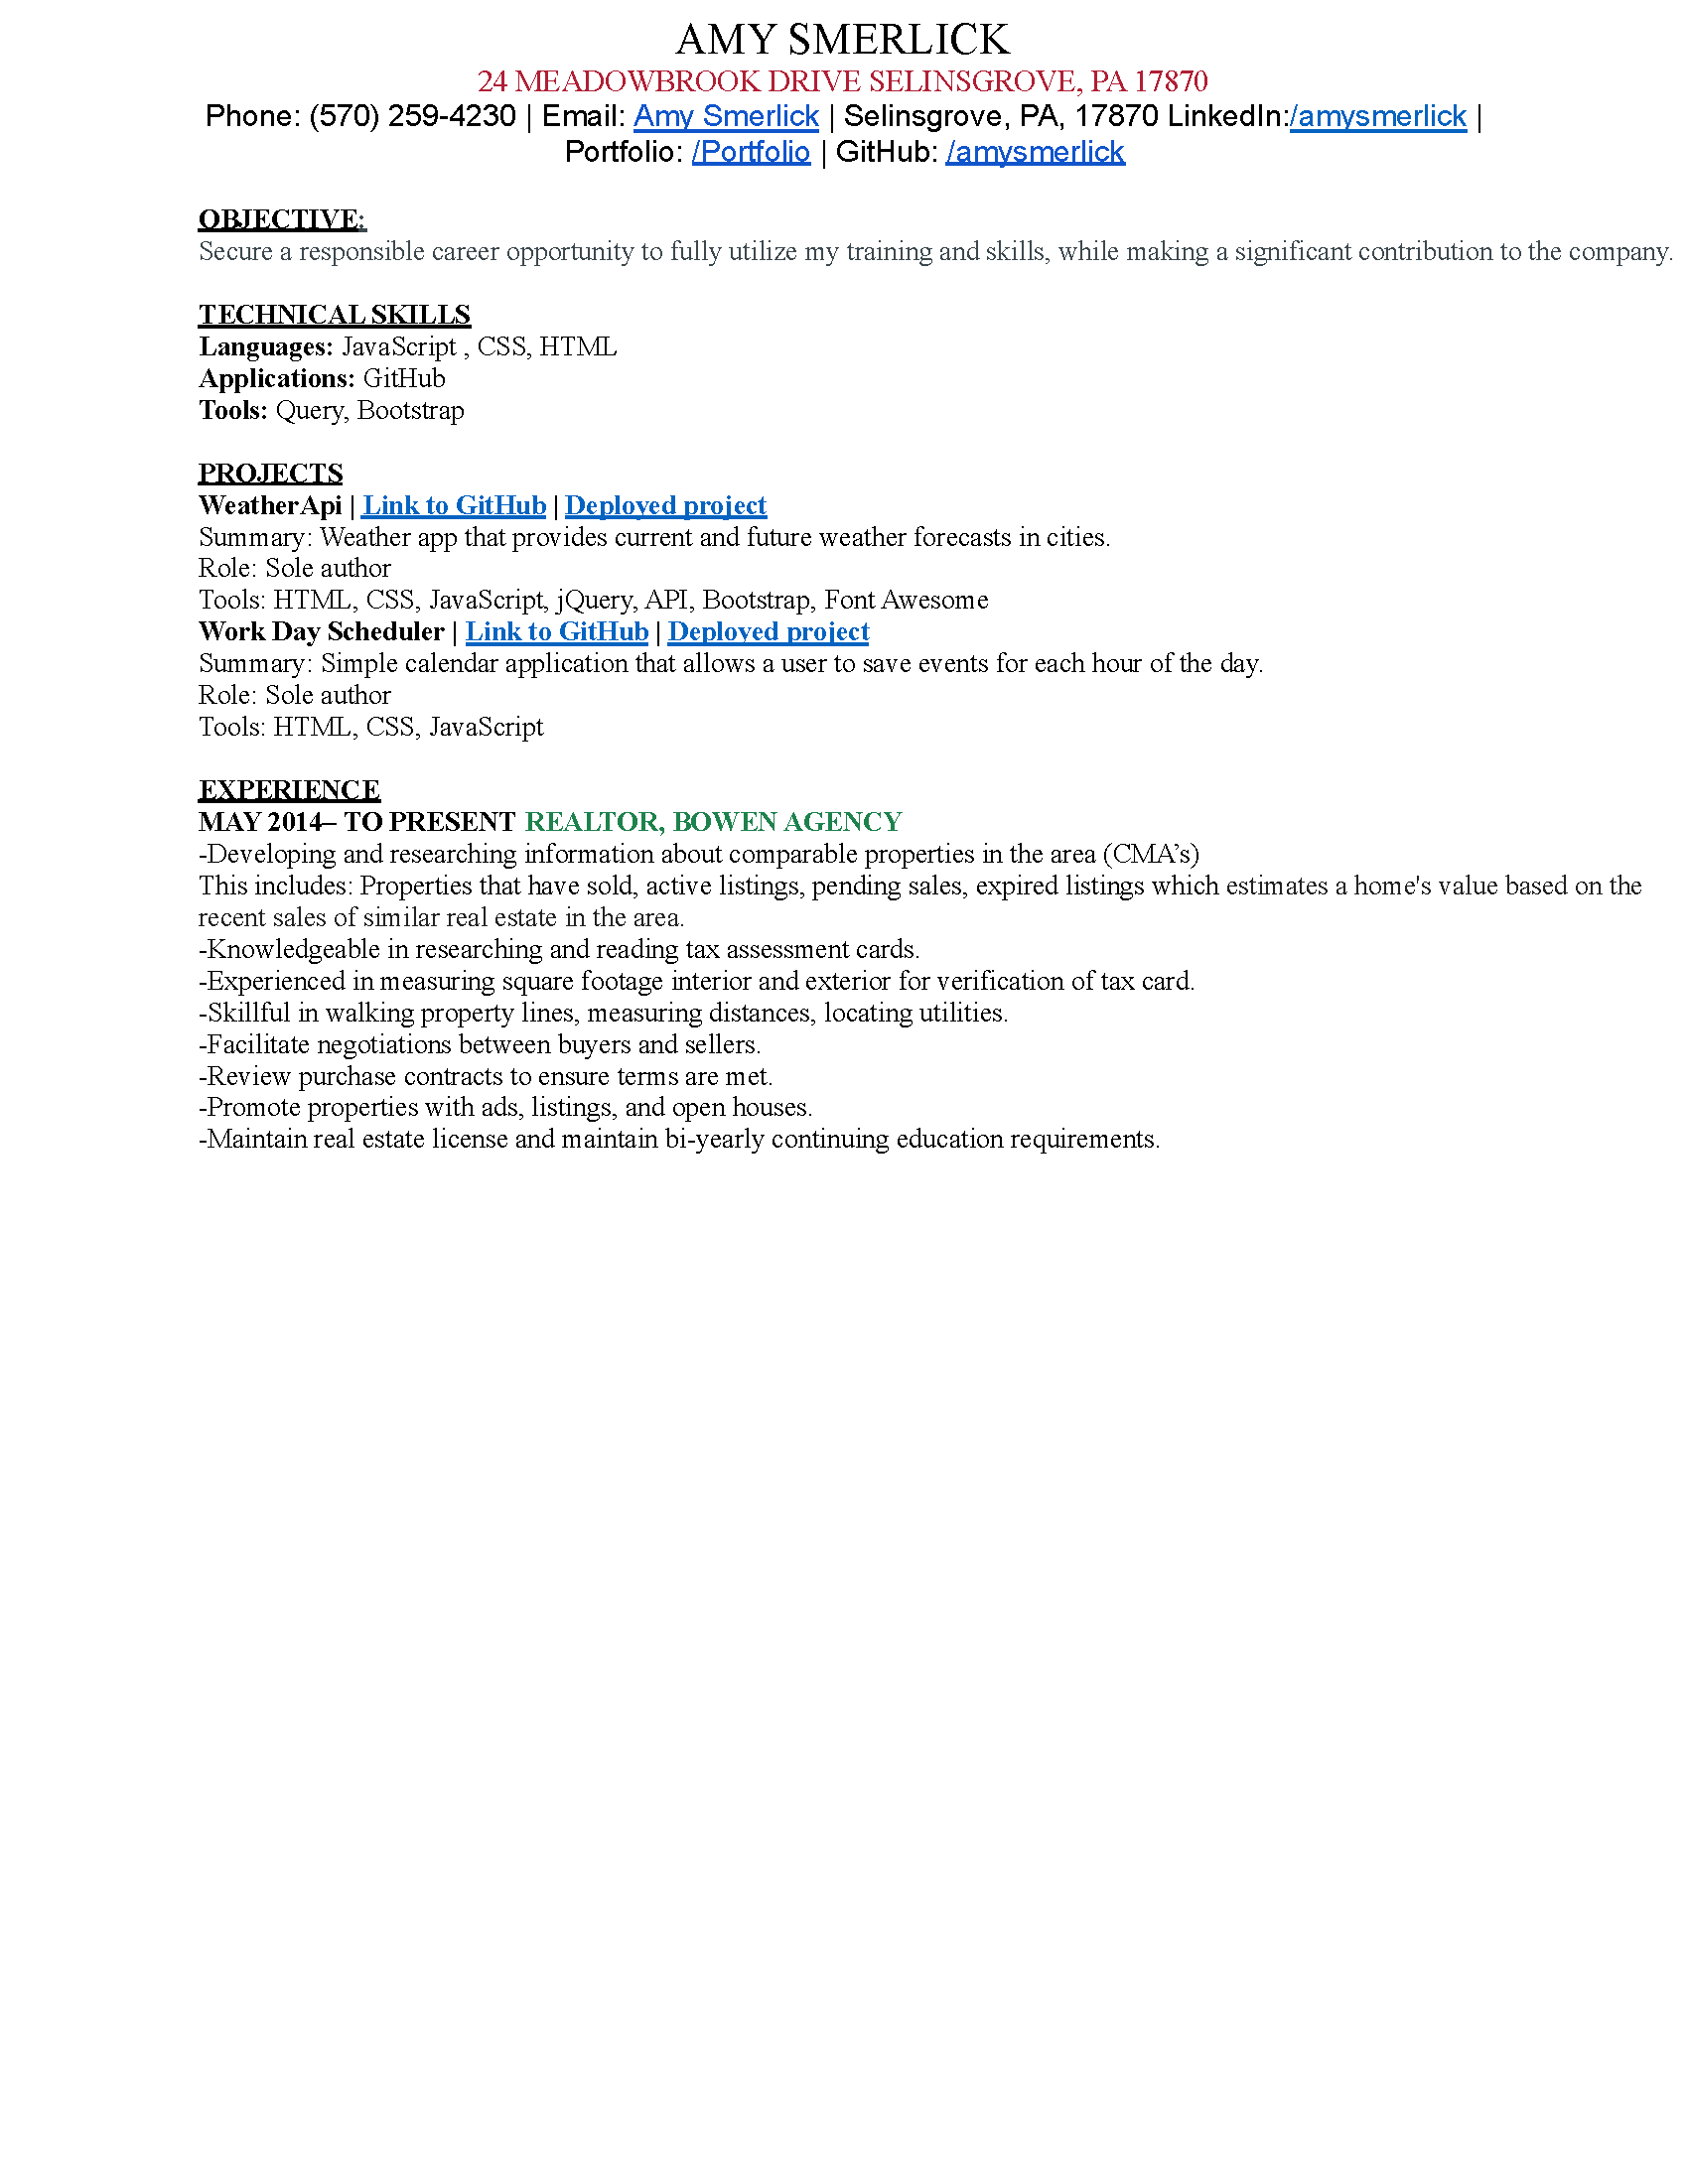 AMY SMERLICK
24 MEADOWBROOK DRIVE SELINSGROVE, PA 17870
Phone: (570) 259-4230 | Email: Amy Smerlick | Selinsgrove, PA, 17870 LinkedIn:/amysmerlick |
Portfolio: /Portfolio | GitHub: /amysmerlick
OBJECTIVE:
Secure a responsible career opportunity to fully utilize my training and skills, while making a significant contribution to the company.
TECHNICAL SKILLS
Languages: JavaScript , CSS, HTML
Applications: GitHub
Tools: Query, Bootstrap
PROJECTS
WeatherApi | Link to GitHub | Deployed project
Summary: Weather app that provides current and future weather forecasts in cities.
Role: Sole author
Tools: HTML, CSS, JavaScript, jQuery, API, Bootstrap, Font Awesome
Work Day Scheduler | Link to GitHub | Deployed project
Summary: Simple calendar application that allows a user to save events for each hour of the day.
Role: Sole author
Tools: HTML, CSS, JavaScript
EXPERIENCE
MAY 2014– TO PRESENT REALTOR, BOWEN AGENCY
-Developing and researching information about comparable properties in the area (CMA’s)
This includes: Properties that have sold, active listings, pending sales, expired listings which estimates a home's value based on the
recent sales of similar real estate in the area.
-Knowledgeable in researching and reading tax assessment cards.
-Experienced in measuring square footage interior and exterior for verification of tax card.
-Skillful in walking property lines, measuring distances, locating utilities.
-Facilitate negotiations between buyers and sellers.
-Review purchase contracts to ensure terms are met.
-Promote properties with ads, listings, and open houses.
-Maintain real estate license and maintain bi-yearly continuing education requirements.